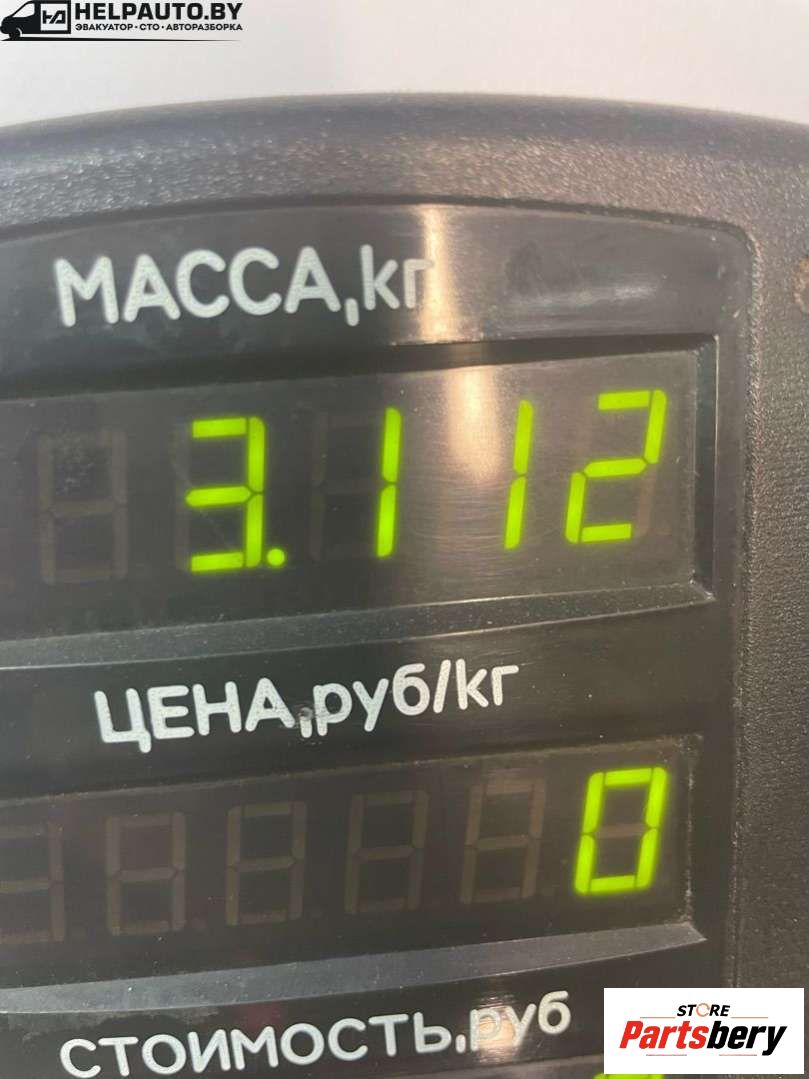 HELPAUTO.BY
ЭВАКУАТОР•СТО•АВТОРАЗБОРКА
МАССА,кг
3.112
ЦЕНА,руб/кг
0
СТОИМОСТЬ,руб
STORE
Partsbery